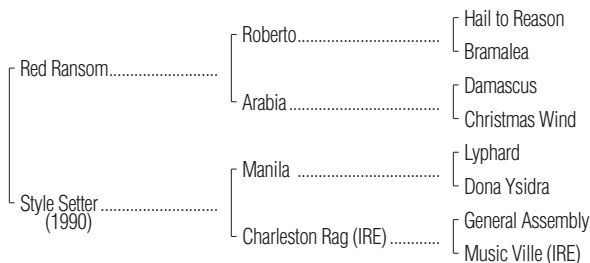 Hail to Reason
Roberto
Bramalea
Red Ransom
Damascus
Arabia
Christmas Wind
Lyphard
Manila
Dona Ysidra
Style Setter
(1990)
General Assembly
Charleston Rag (IRE)
Music Ville (IRE)